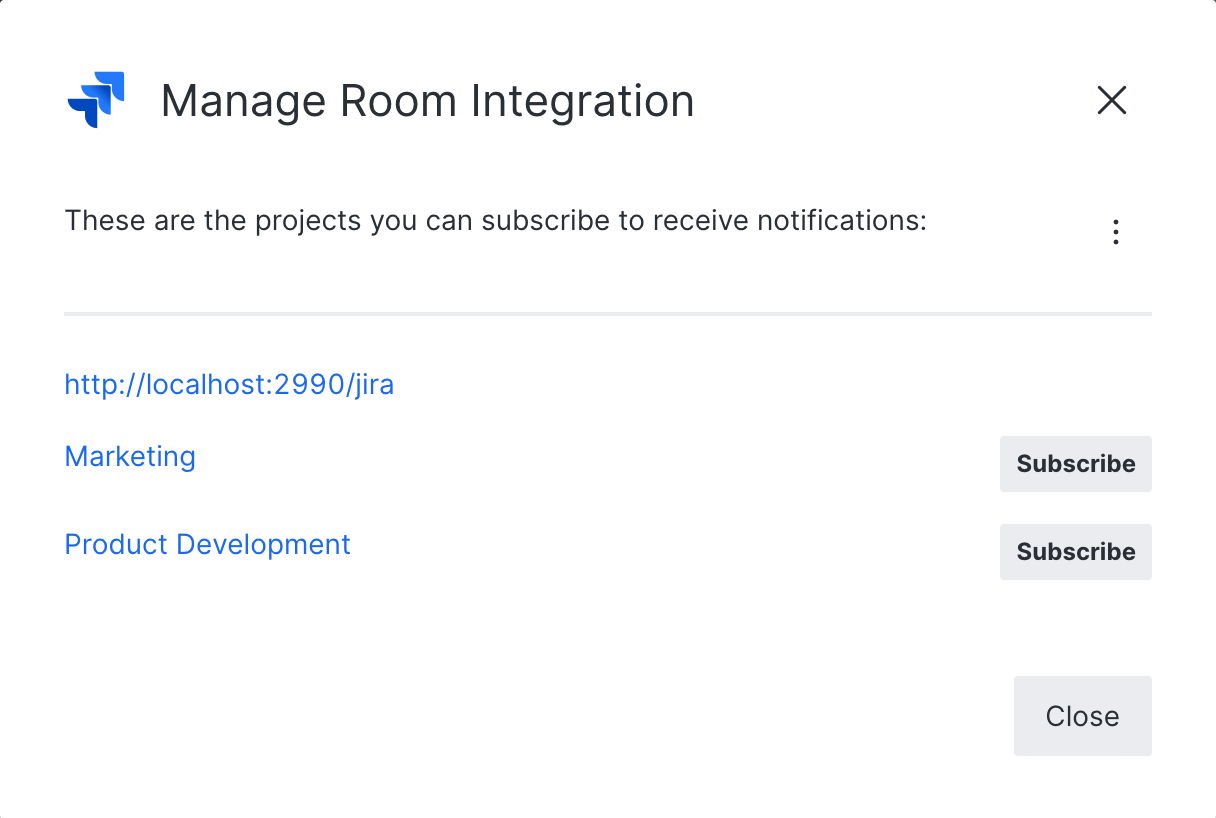 Manage Room Integration
These are the projects you can subscribe to receive notifications:
http://localhost:2990/jira
Marketing
Subscribe
Product Development
Subscribe
Close